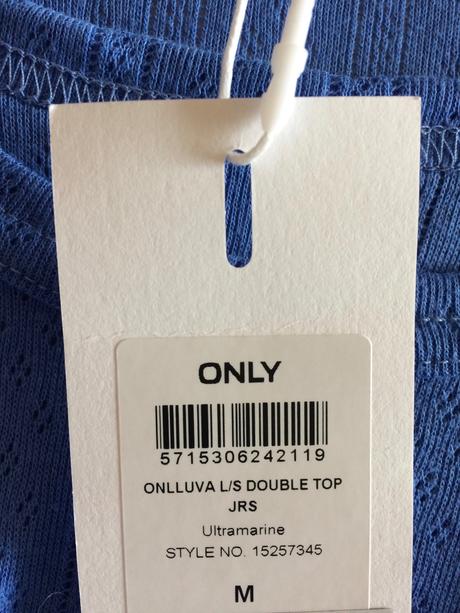 ONLY
5715306242119
ONLLUVA L/S DOUBLE TOP
JRS
Ultramarine
STYLE NO. 15257345
M